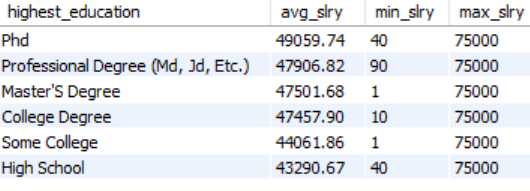 highest_education avg_slry min_slry max_slry
Phd 49059.74 40 75000
Professional Degree (Md, Jd, Etc.) 47906.82 90 75000
Master'S Degree 47501.68 1 75000
College Degree 47457.90 10 75000
Some College 44061.86 1 75000
High School 43290.67 40 75000